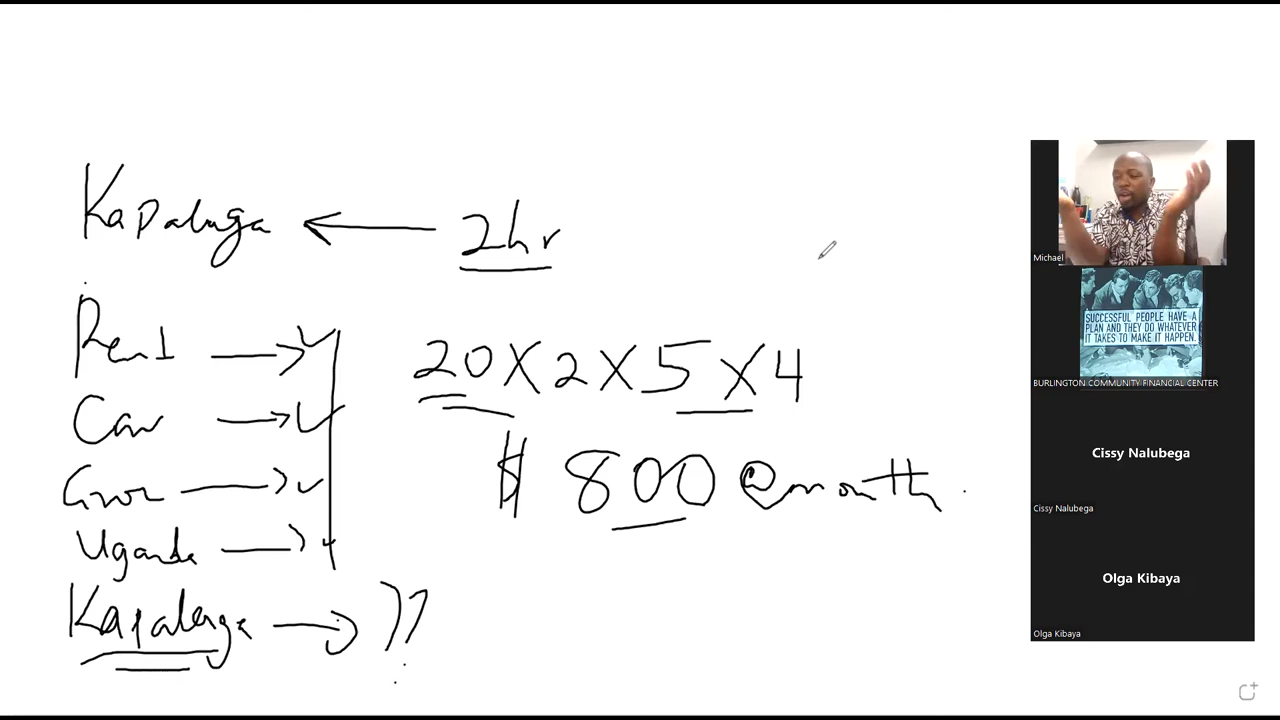 Kapaluga ← 2hr
Rent →
Car →
Groc →
Uganda →
Kapaluga → ??
20 X 2 X 5 X 4
$ 800 @ month.
Michael
SUCCESSFUL PEOPLE HAVE A
PLAN AND THEY DO WHATEVER
IT TAKES TO MAKE IT HAPPEN.
BURLINGTON COMMUNITY FINANCIAL CENTER
Cissy Nalubega
Cissy Nalubega
Olga Kibaya
Olga Kibaya